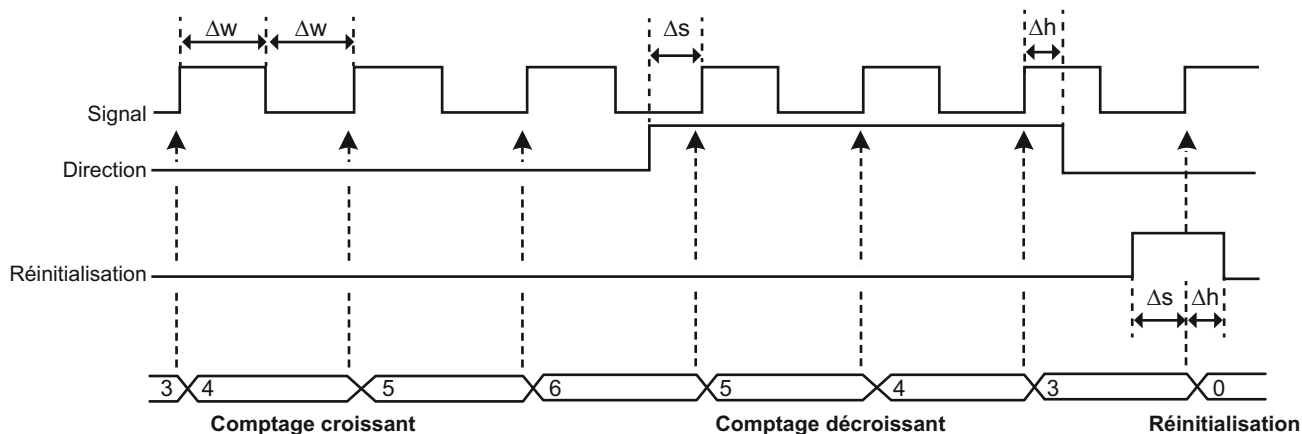 Δw Δw Δs Δh
Signal
Direction
Réinitialisation
Δs Δh
3 4 5 6 5 4 3 0
Comptage croissant Comptage décroissant Réinitialisation